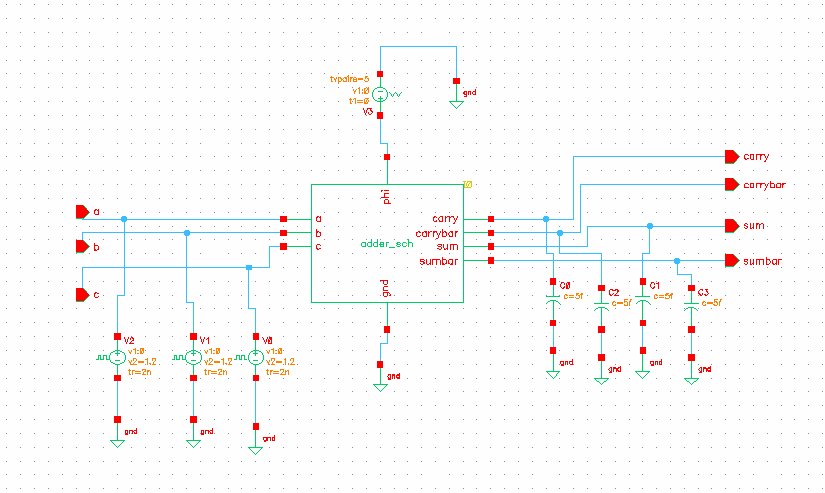 tvpairs=5
v1:0
t1=0
V3
gnd
I0
phi
a
b
c
a
b
c
adder_sch
carry
carrybar
sum
sumbar
gnd
carry
carrybar
sum
sumbar
V2
v1:0
v2=1.2
tr=2n
gnd
V1
v1:0
v2=1.2
tr=2n
gnd
V0
v1:0
v2=1.2
tr=2n
gnd
gnd
C0
c=5f
gnd
C2
c=5f
gnd
C1
c=5f
gnd
C3
c=5f
gnd